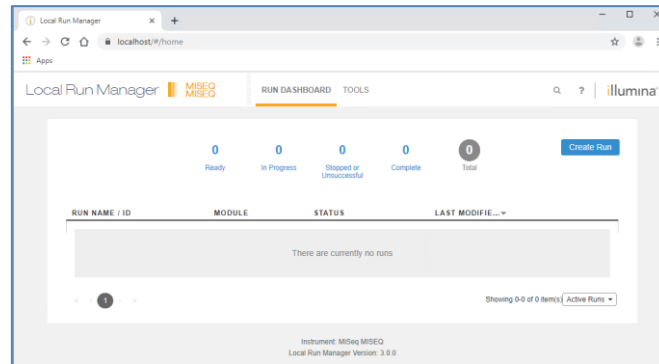 Local Run Manager
localhost/#/home
Apps
Local Run Manager MISEQ MISEQ RUN DASHBOARD TOOLS ? illumina
0 0 0 0 0
Ready In Progress Stopped or Unsuccessful Complete Total
Create Run
RUN NAME / ID MODULE STATUS LAST MODIFIE...
There are currently no runs
1 Showing 0-0 of 0 item(s) Active Runs
Instrument: MiSeq MISEQ
Local Run Manager Version: 3.0.0